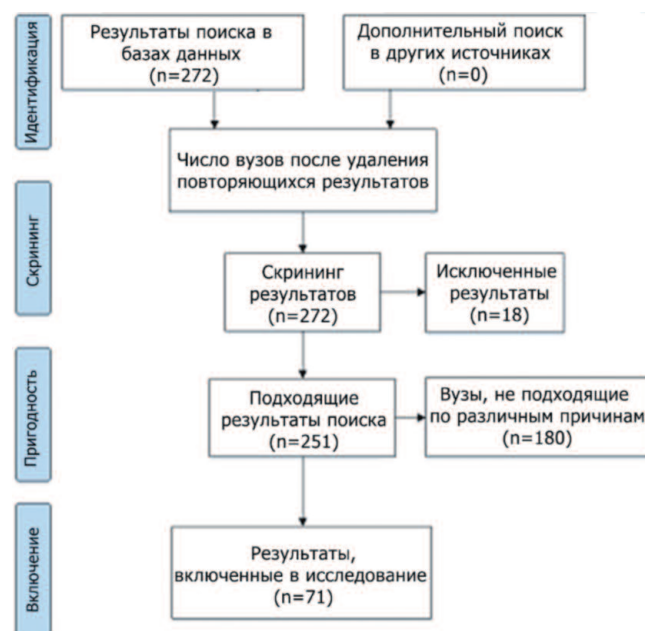 Идентификация
Результаты поиска в
базах данных
(n=272)
Дополнительный поиск
в других источниках
(n=0)
Число вузов после удаления
повторяющихся результатов
Скрининг
Скрининг
результатов
(n=272)
Исключенные
результаты
(n=18)
Пригодность
Подходящие
результаты поиска
(n=251)
Вузы, не подходящие
по различным причинам
(n=180)
Включение
Результаты,
включенные в исследование
(n=71)